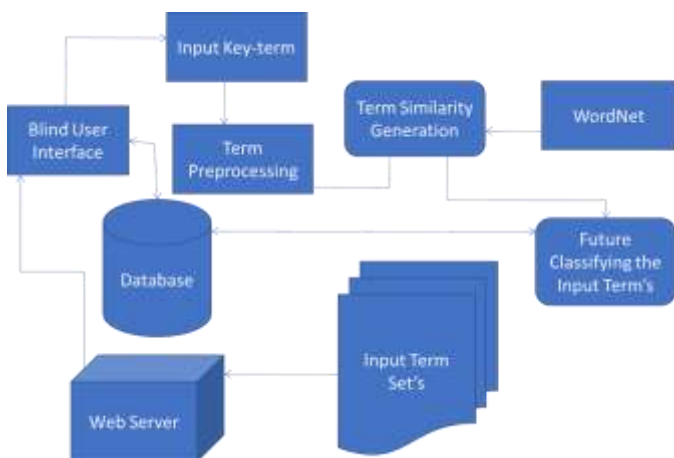 Input Key-term
Term Similarity
Generation
WordNet
Blind User
Interface
Term
Preprocessing
Future
Classifying the
Input Term's
Database
Input Term
Set's
Web Server